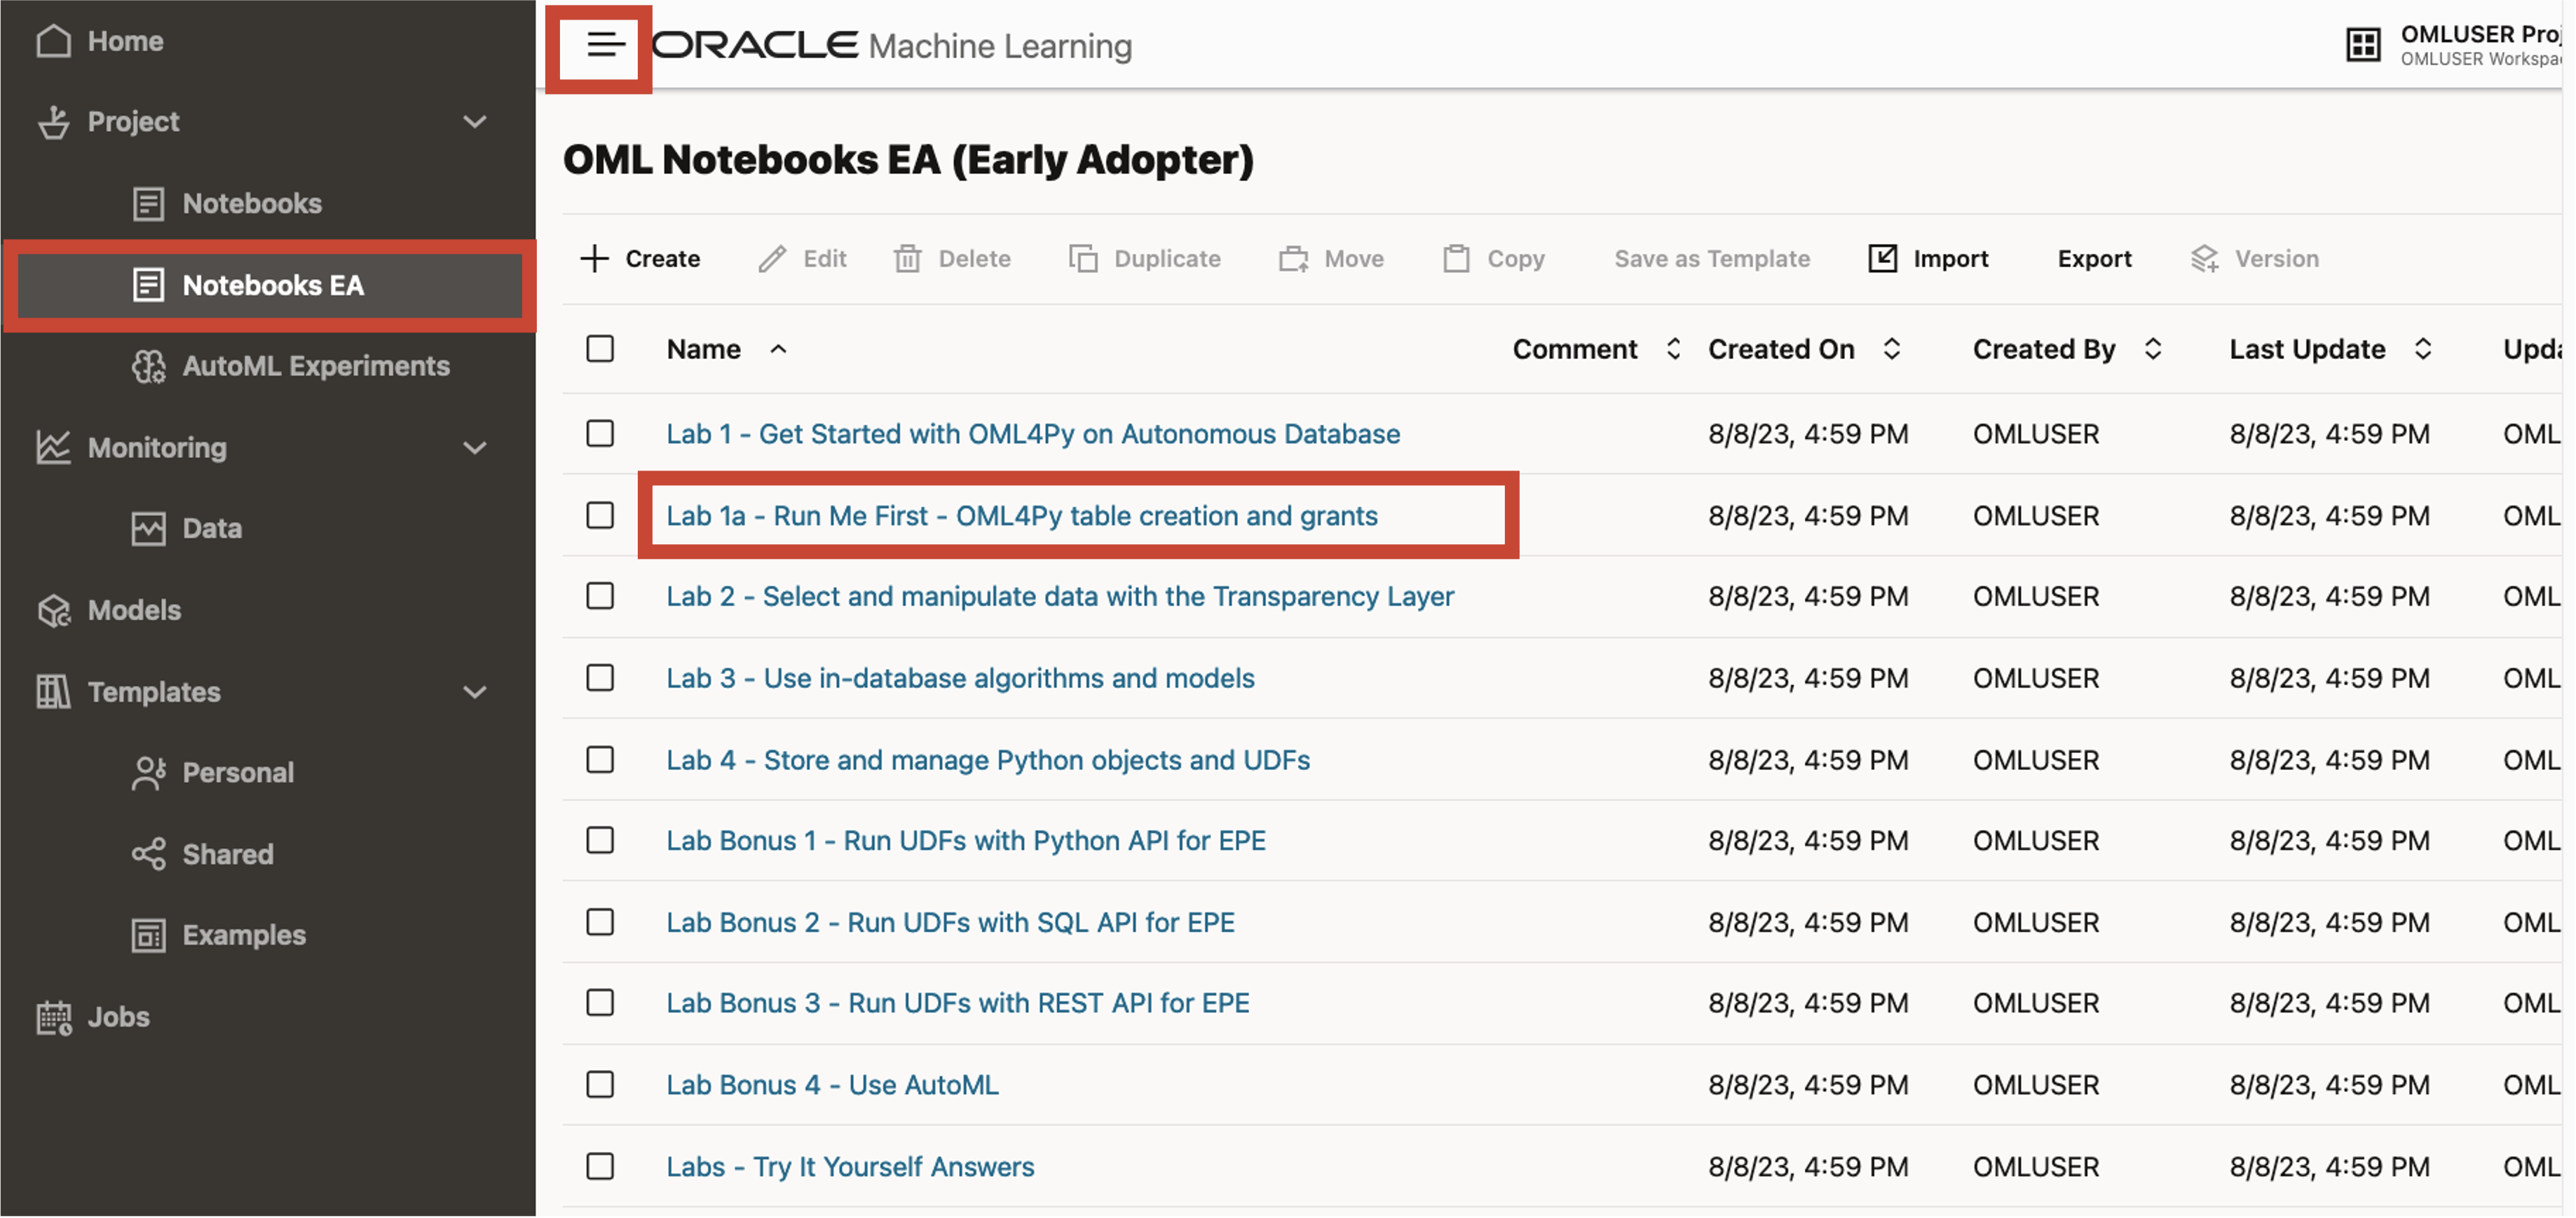 Home
Project
Notebooks
Notebooks EA
AutoML Experiments
Monitoring
Data
Models
Templates
Personal
Shared
Examples
Jobs
ORACLE Machine Learning
OMLUSER Proj
OMLUSER Workspac
OML Notebooks EA (Early Adopter)
Create Edit Delete Duplicate Move Copy Save as Template Import Export Version
Name Comment Created On Created By Last Update Upda
Lab 1 - Get Started with OML4Py on Autonomous Database 8/8/23, 4:59 PM OMLUSER 8/8/23, 4:59 PM OML
Lab 1a - Run Me First - OML4Py table creation and grants 8/8/23, 4:59 PM OMLUSER 8/8/23, 4:59 PM OML
Lab 2 - Select and manipulate data with the Transparency Layer 8/8/23, 4:59 PM OMLUSER 8/8/23, 4:59 PM OML
Lab 3 - Use in-database algorithms and models 8/8/23, 4:59 PM OMLUSER 8/8/23, 4:59 PM OML
Lab 4 - Store and manage Python objects and UDFs 8/8/23, 4:59 PM OMLUSER 8/8/23, 4:59 PM OML
Lab Bonus 1 - Run UDFs with Python API for EPE 8/8/23, 4:59 PM OMLUSER 8/8/23, 4:59 PM OML
Lab Bonus 2 - Run UDFs with SQL API for EPE 8/8/23, 4:59 PM OMLUSER 8/8/23, 4:59 PM OML
Lab Bonus 3 - Run UDFs with REST API for EPE 8/8/23, 4:59 PM OMLUSER 8/8/23, 4:59 PM OML
Lab Bonus 4 - Use AutoML 8/8/23, 4:59 PM OMLUSER 8/8/23, 4:59 PM OML
Labs - Try It Yourself Answers 8/8/23, 4:59 PM OMLUSER 8/8/23, 4:59 PM OML